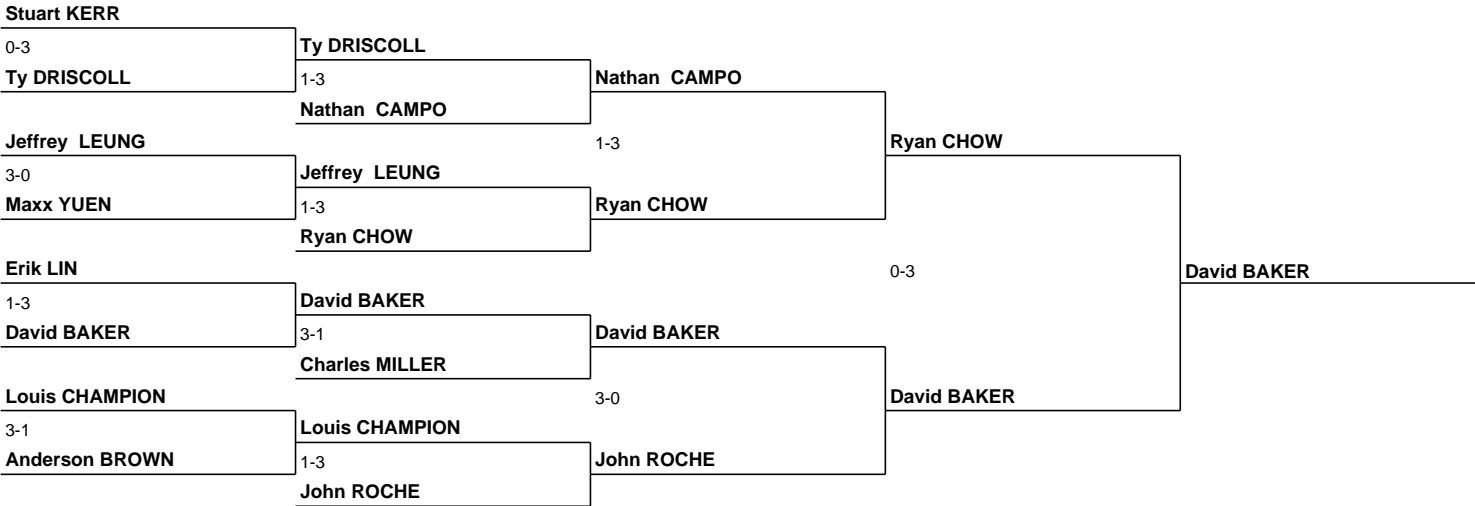 Stuart KERR
0-3
Ty DRISCOLL
Ty DRISCOLL
1-3
Nathan  CAMPO
Nathan  CAMPO
Jeffrey  LEUNG
1-3
Ryan CHOW
3-0
Jeffrey  LEUNG
Maxx YUEN
1-3
Ryan CHOW
Ryan CHOW
Erik LIN
0-3
David BAKER
1-3
David BAKER
David BAKER
3-1
David BAKER
Charles MILLER
Louis CHAMPION
3-0
David BAKER
3-1
Louis CHAMPION
Anderson BROWN
1-3
John ROCHE
John ROCHE